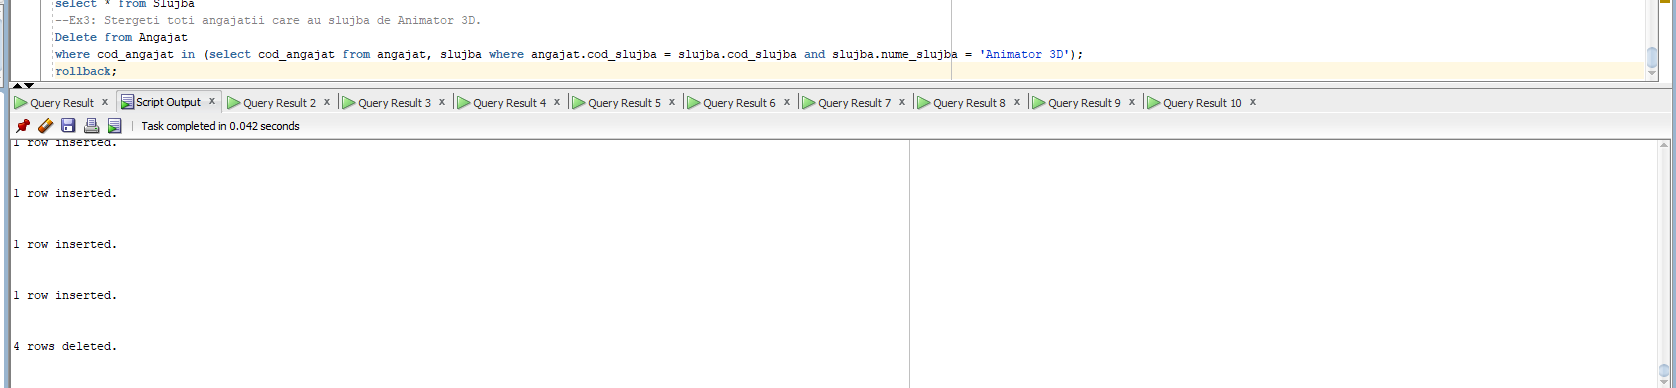 select * from Slujba
--Ex3: Stergeti toti angajatii care au slujba de Animator 3D.
Delete from Angajat
where cod_angajat in (select cod_angajat from angajat, slujba where angajat.cod_slujba = slujba.cod_slujba and slujba.nume_slujba = 'Animator 3D');
rollback;
Query Result x Script Output x Query Result 2 x Query Result 3 x Query Result 4 x Query Result 5 x Query Result 6 x Query Result 7 x Query Result 8 x Query Result 9 x Query Result 10 x
Task completed in 0.042 seconds
1 row inserted.
1 row inserted.
1 row inserted.
1 row inserted.
4 rows deleted.